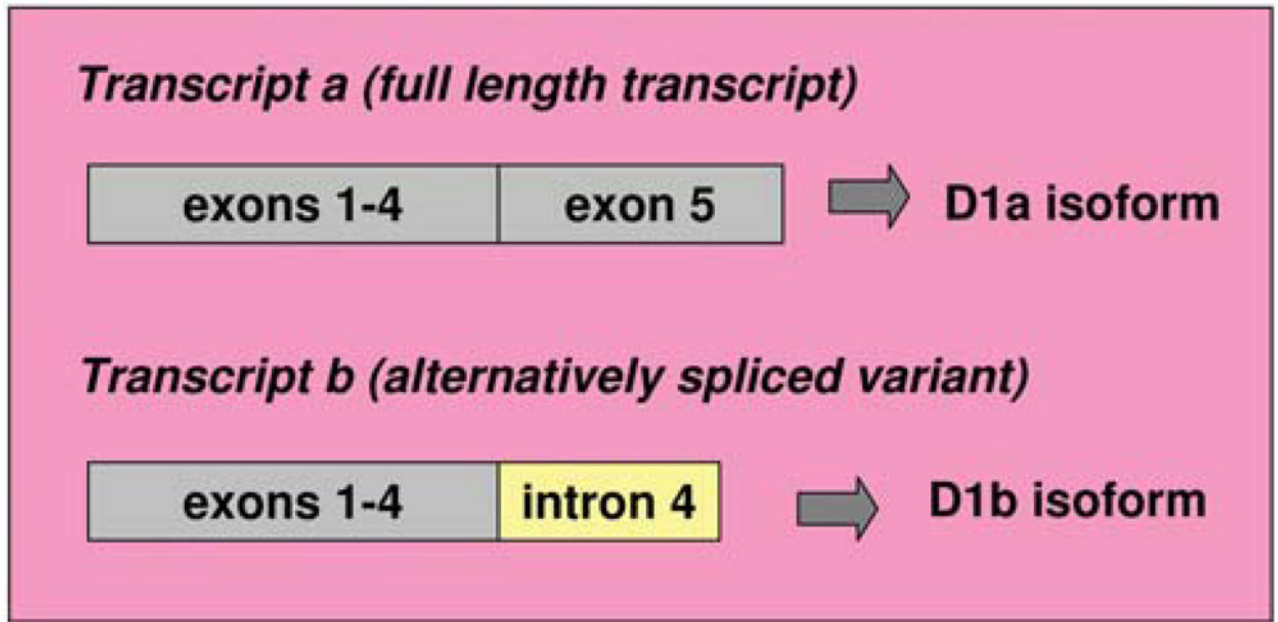 Transcript a (full length transcript)
exons 1-4 exon 5 D1a isoform
Transcript b (alternatively spliced variant)
exons 1-4 intron 4 D1b isoform